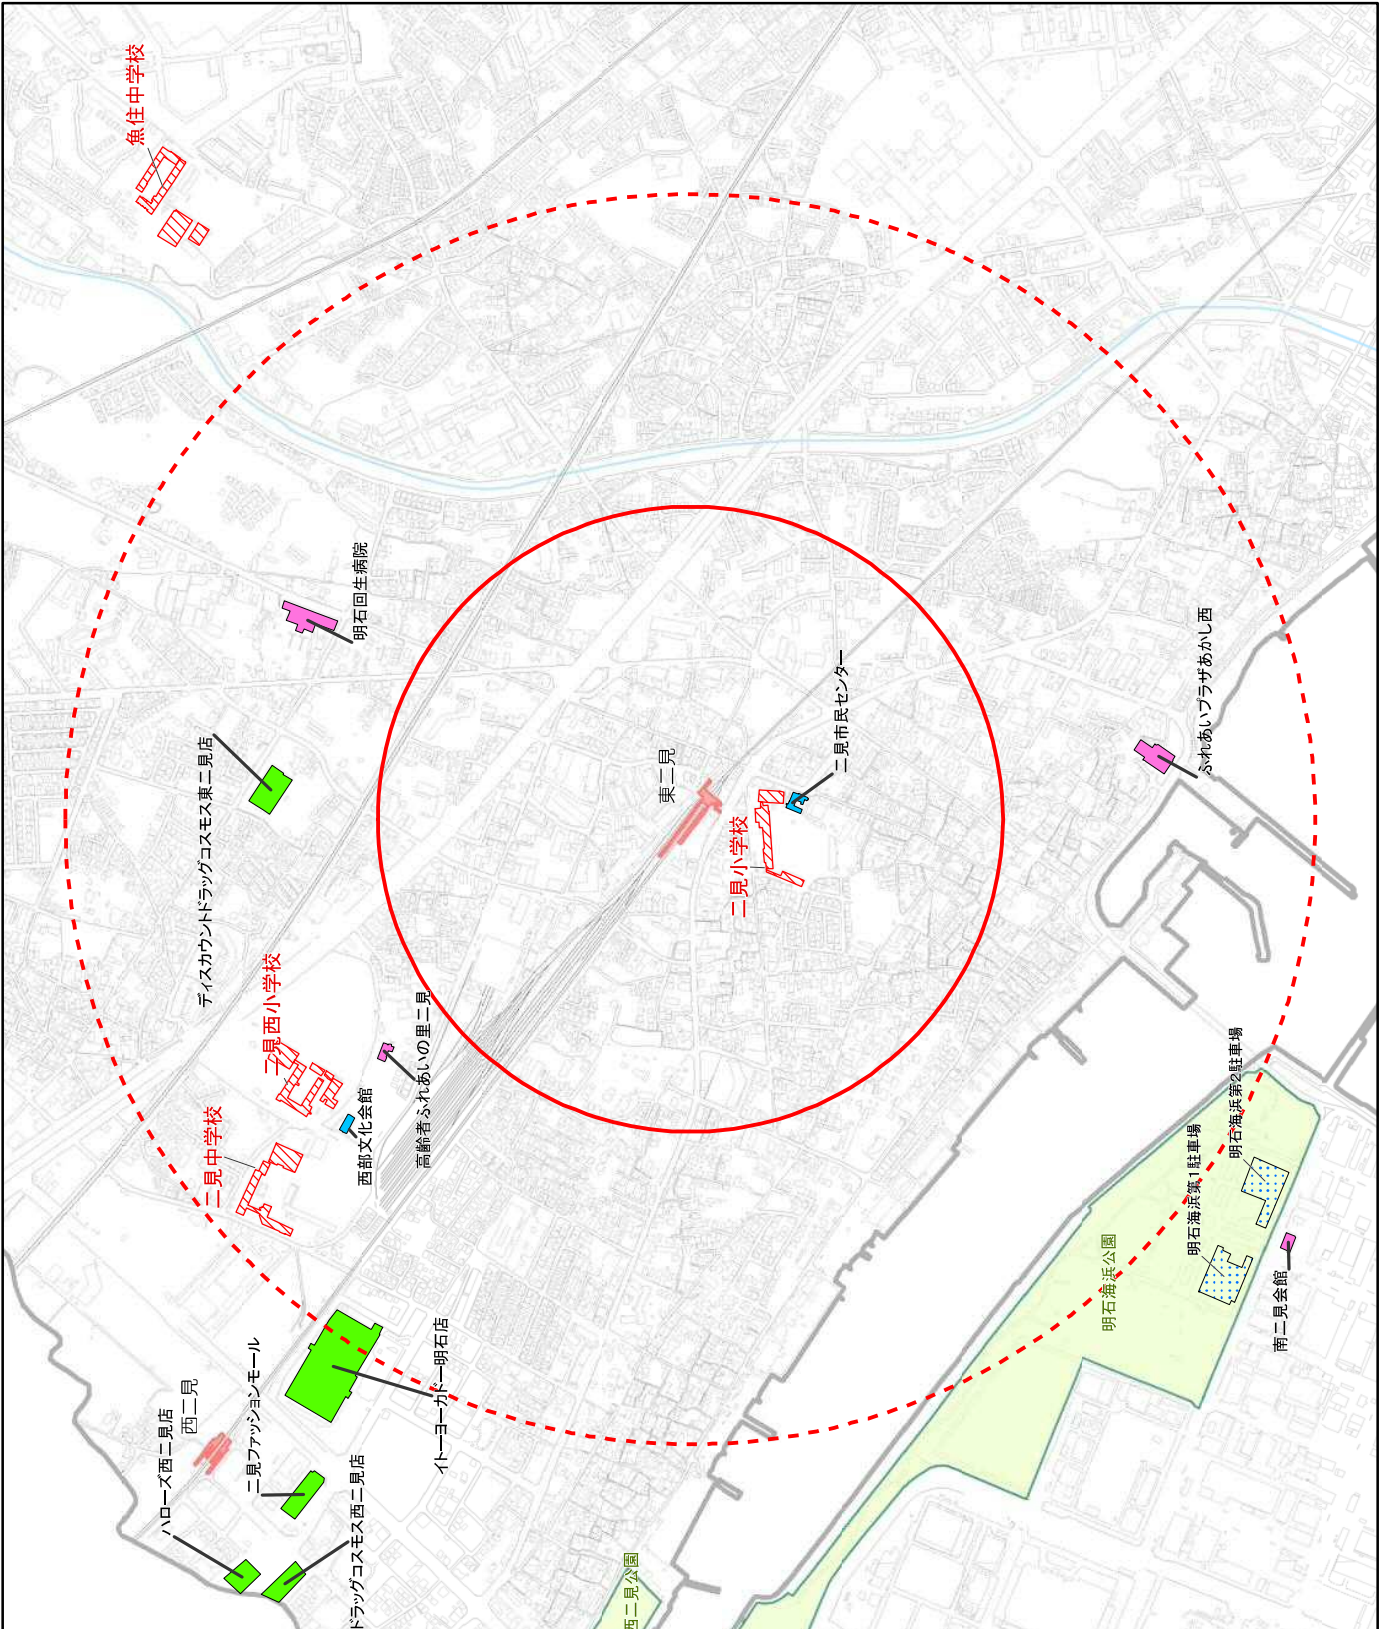 魚住中学校
明石回生病院
ディスカウントドラッグコスモス東二見店
東二見
二見市民センター
二見小学校
ふれあいプラザあかし西
二見西小学校
高齢者ふれあいの里二見
西部文化会館
二見中学校
明石海浜第2駐車場
明石海浜第1駐車場
明石海浜公園
南二見会館
イトーヨーカドー明石店
二見ファッションモール
西二見
ハローズ西二見店
ドラッグコスモス西二見店
西二見公園